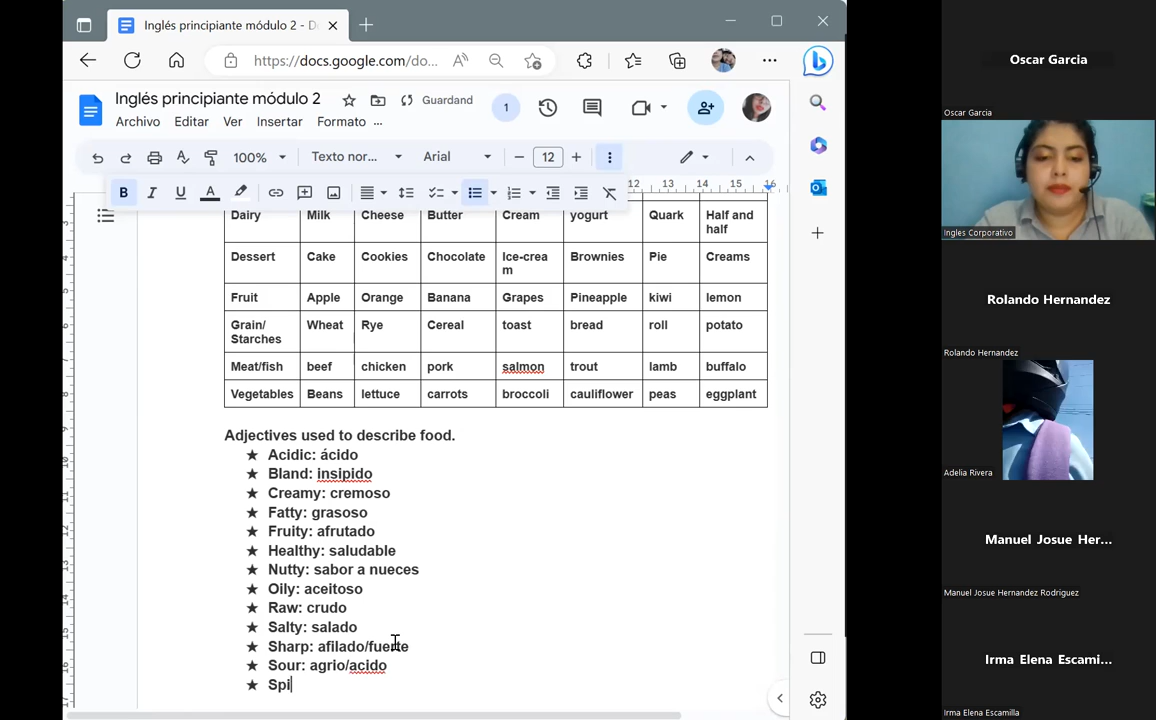 Inglés principiante módulo 2 - D
https://docs.google.com/do...
Inglés principiante módulo 2
Guardand
1
Archivo Editar Ver Insertar Formato ...
100% Texto nor... Arial 12
12 13 14 15 16
Dairy Milk Cheese Butter Cream yogurt Quark Half and half
Dessert Cake Cookies Chocolate Ice-cream Brownies Pie Creams
Fruit Apple Orange Banana Grapes Pineapple kiwi lemon
Grain/ Starches Wheat Rye Cereal toast bread roll potato
Meat/fish beef chicken pork salmon trout lamb buffalo
Vegetables Beans lettuce carrots broccoli cauliflower peas eggplant
Adjectives used to describe food.
★ Acidic: ácido
★ Bland: insipido
★ Creamy: cremoso
★ Fatty: grasoso
★ Fruity: afrutado
★ Healthy: saludable
★ Nutty: sabor a nueces
★ Oily: aceitoso
★ Raw: crudo
★ Salty: salado
★ Sharp: afilado/fuerte
★ Sour: agrio/acido
★ Spi
Oscar Garcia
Oscar Garcia
Ingles Corporativo
Rolando Hernandez
Rolando Hernandez
Adelia Rivera
Manuel Josue Her...
Manuel Josue Hernandez Rodriguez
Irma Elena Escami...
Irma Elena Escamilla